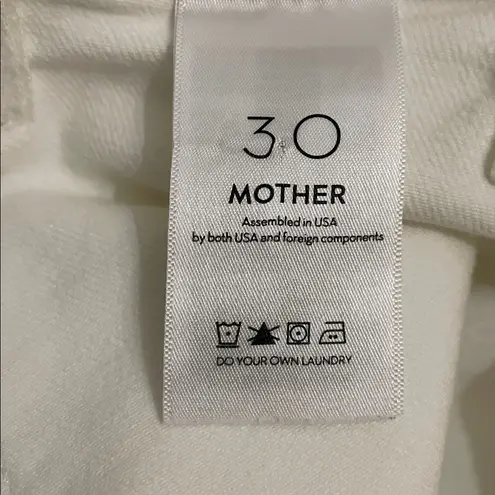 30
MOTHER
Assembled in USA
by both USA and foreign components
DO YOUR OWN LAUNDRY